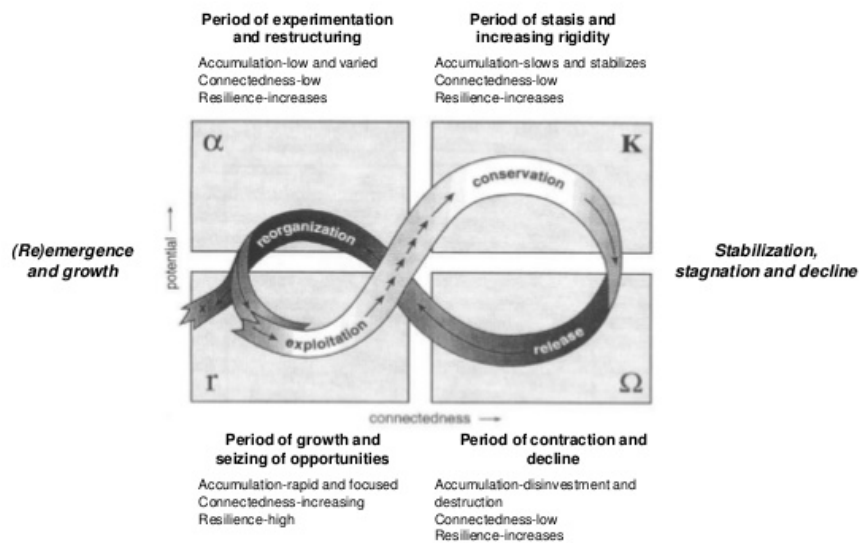 Period of experimentation
and restructuring
Accumulation-low and varied
Connectedness-low
Resilience-increases
Period of stasis and
increasing rigidity
Accumulation-slows and stabilizes
Connectedness-low
Resilience-increases
α
K
conservation
reorganization
(Re)emergence
and growth
potential
Stabilization,
stagnation and decline
x
exploitation
release
r
Ω
connectedness
Period of growth and
seizing of opportunities
Accumulation-rapid and focused
Connectedness-increasing
Resilience-high
Period of contraction and
decline
Accumulation-disinvestment and
destruction
Connectedness-low
Resilience-increases